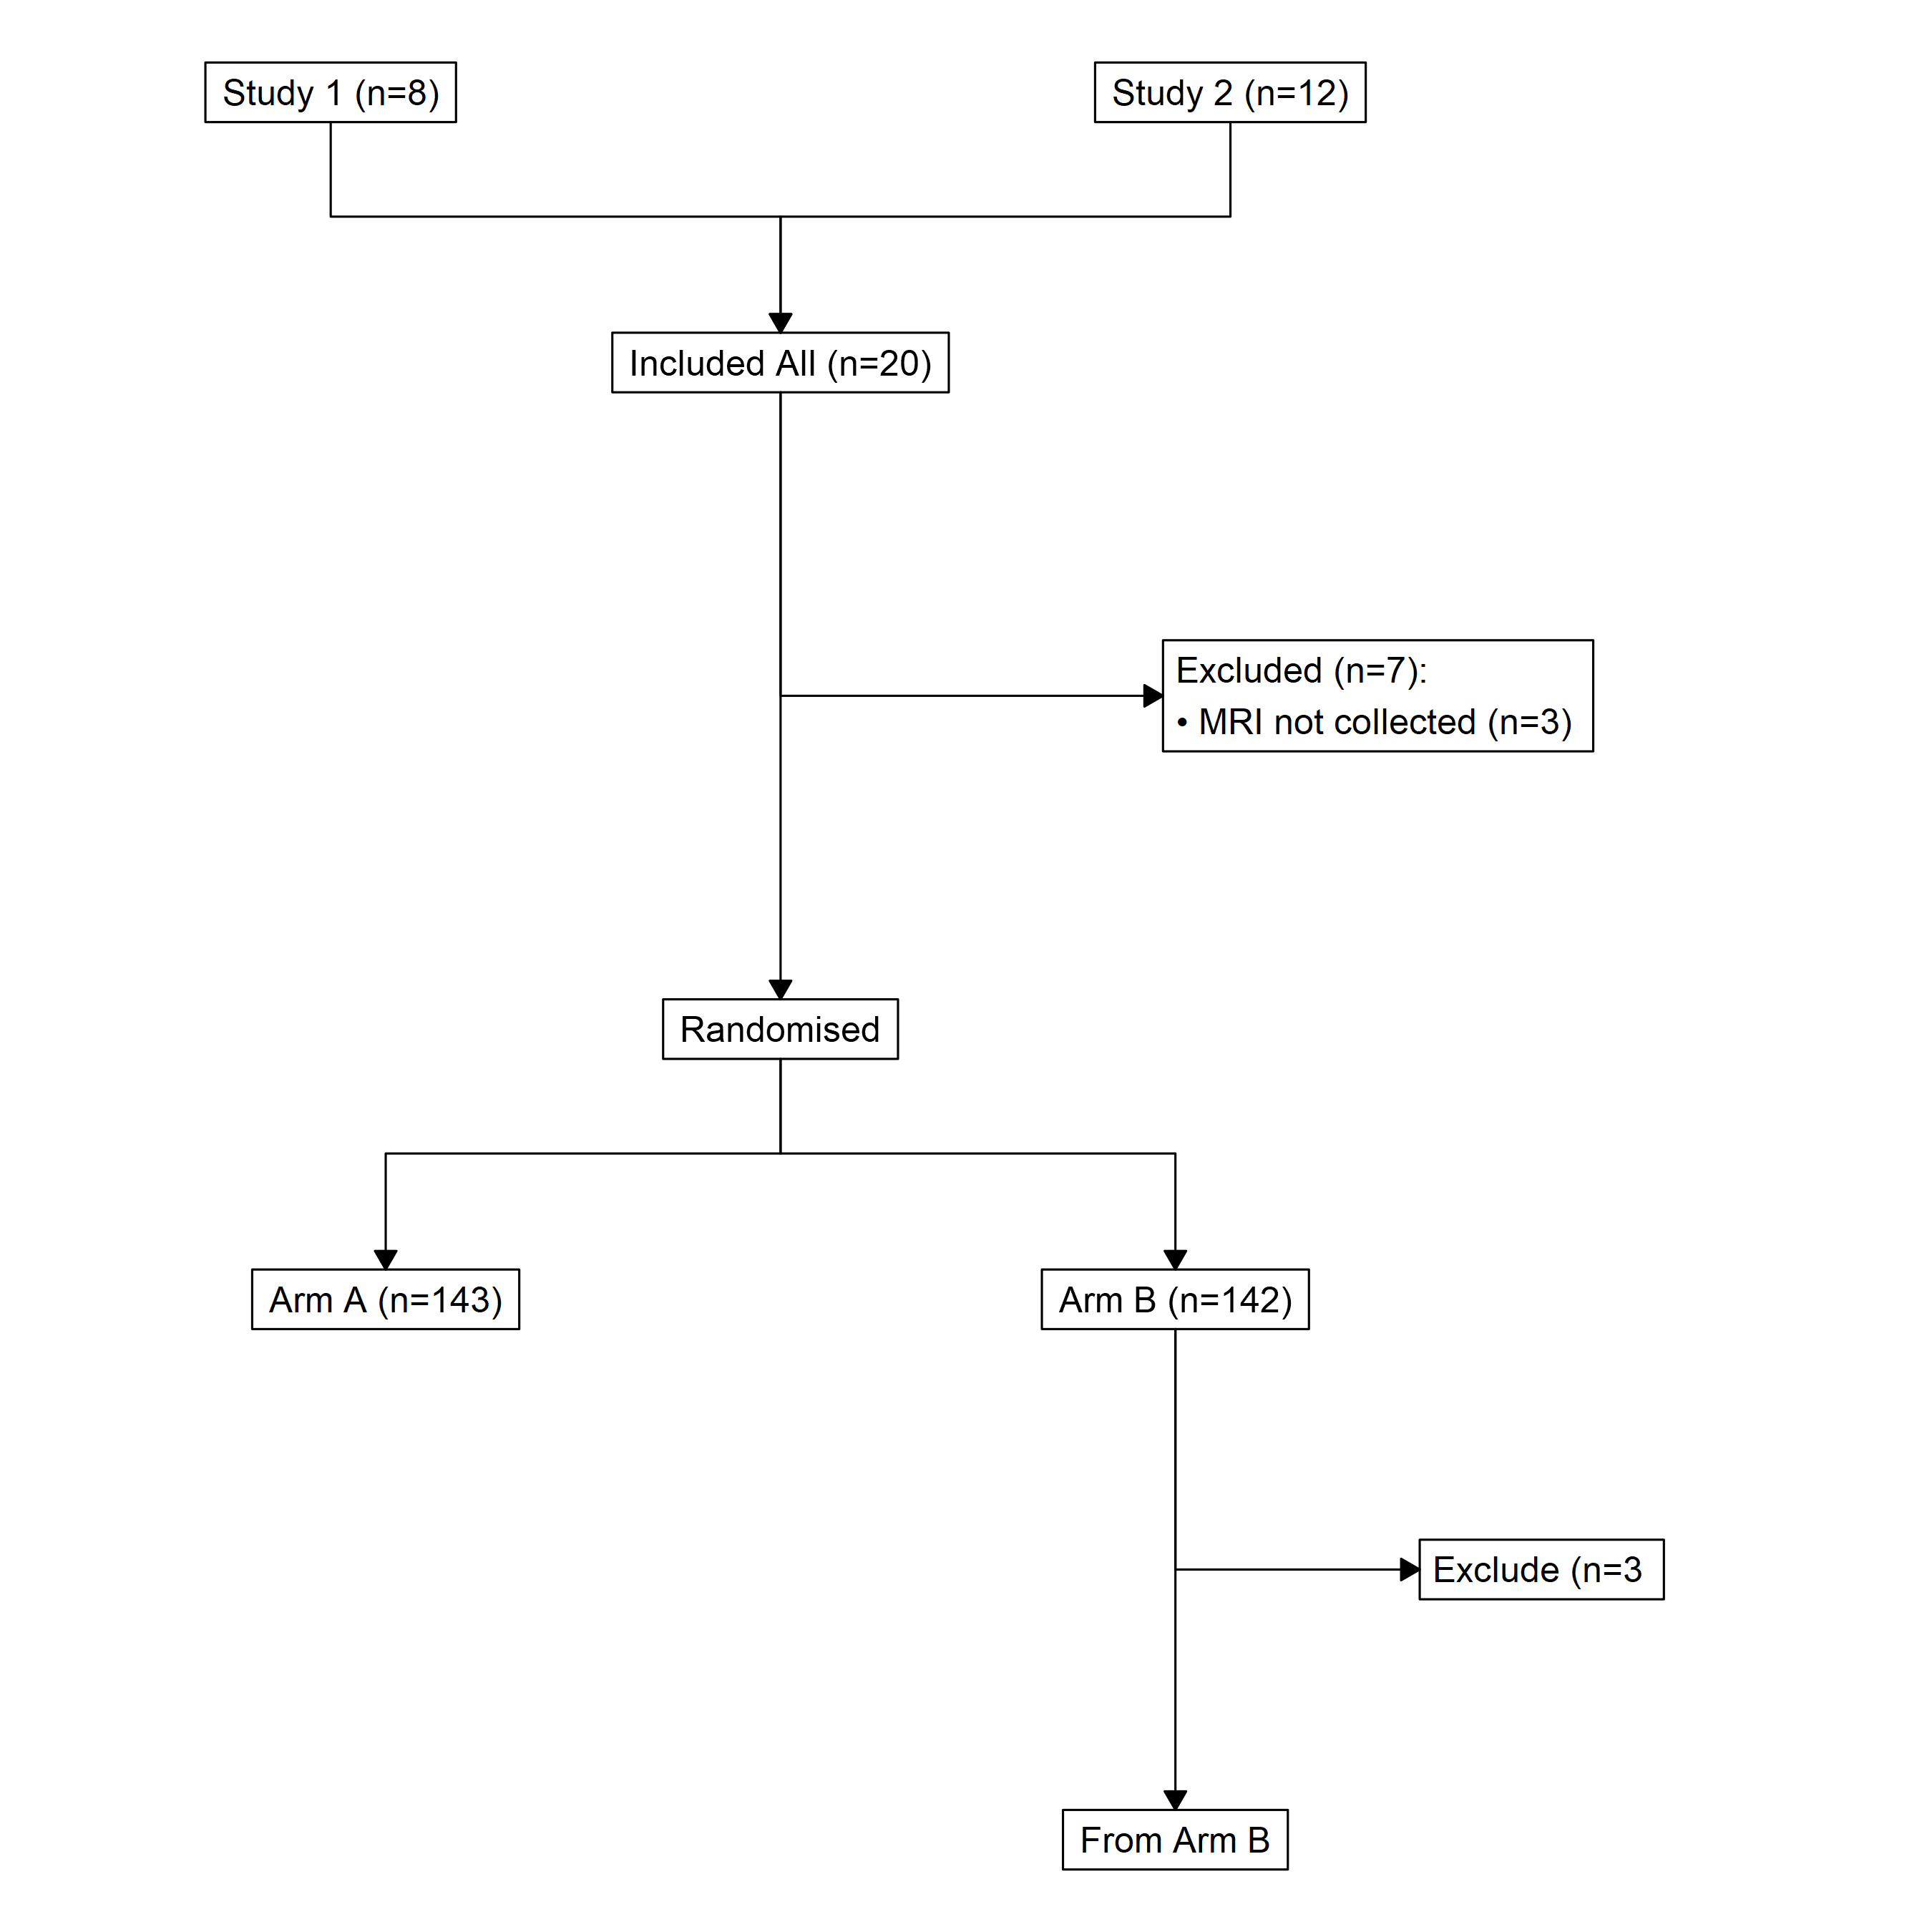 Study 1 (n=8)
Study 2 (n=12)
Included All (n=20)
Excluded (n=7):
• MRI not collected (n=3)
Randomised
Arm A (n=143)
Arm B (n=142)
Exclude (n=3
From Arm B